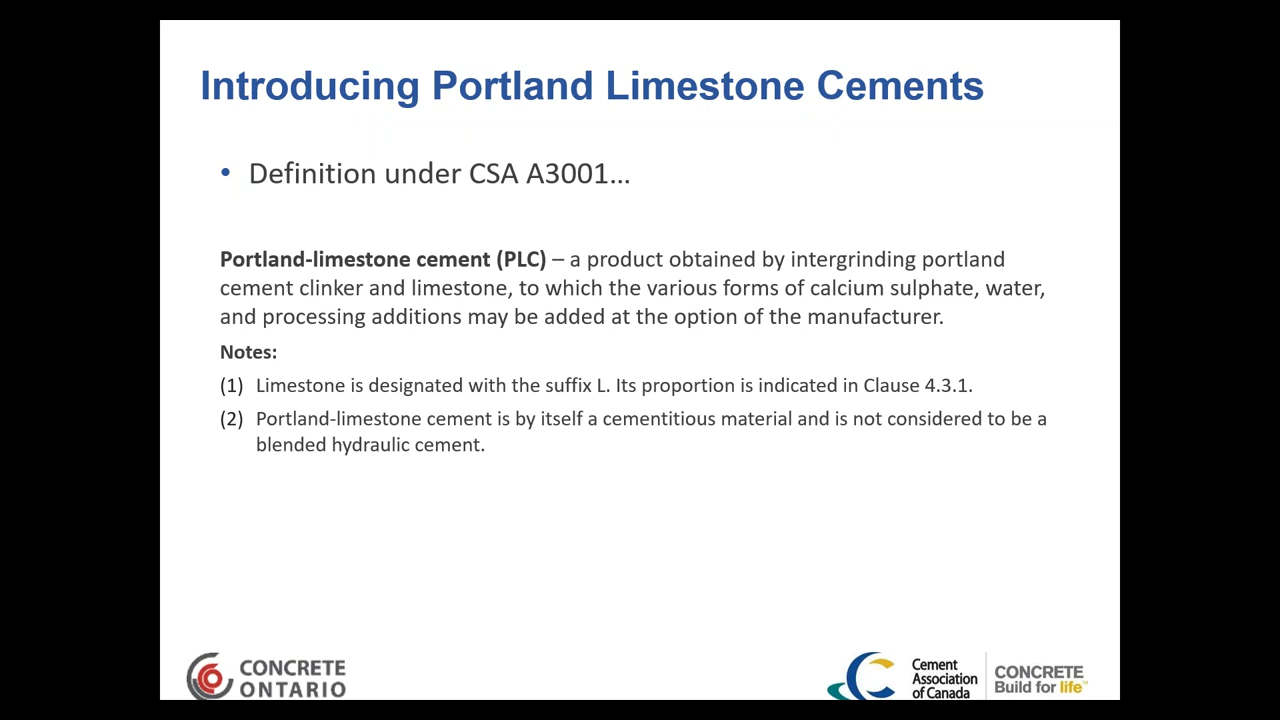 Introducing Portland Limestone Cements
• Definition under CSA A3001…
Portland-limestone cement (PLC) – a product obtained by intergrinding portland
cement clinker and limestone, to which the various forms of calcium sulphate, water,
and processing additions may be added at the option of the manufacturer.
Notes:
(1) Limestone is designated with the suffix L. Its proportion is indicated in Clause 4.3.1.
(2) Portland-limestone cement is by itself a cementitious material and is not considered to be a
blended hydraulic cement.
CONCRETE
ONTARIO
Cement
Association
of Canada
CONCRETE
Build for life™